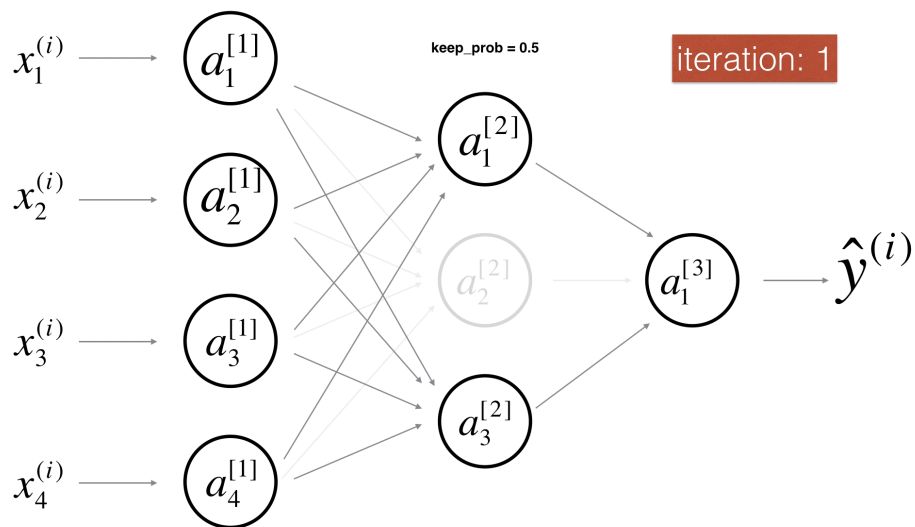 x₁⁽ⁱ⁾
a₁^[1]
keep_prob = 0.5
iteration: 1
a₁^[2]
x₂⁽ⁱ⁾
a₂^[1]
a₂^[2]
a₁^[3]
ŷ⁽ⁱ⁾
x₃⁽ⁱ⁾
a₃^[1]
a₃^[2]
x₄⁽ⁱ⁾
a₄^[1]